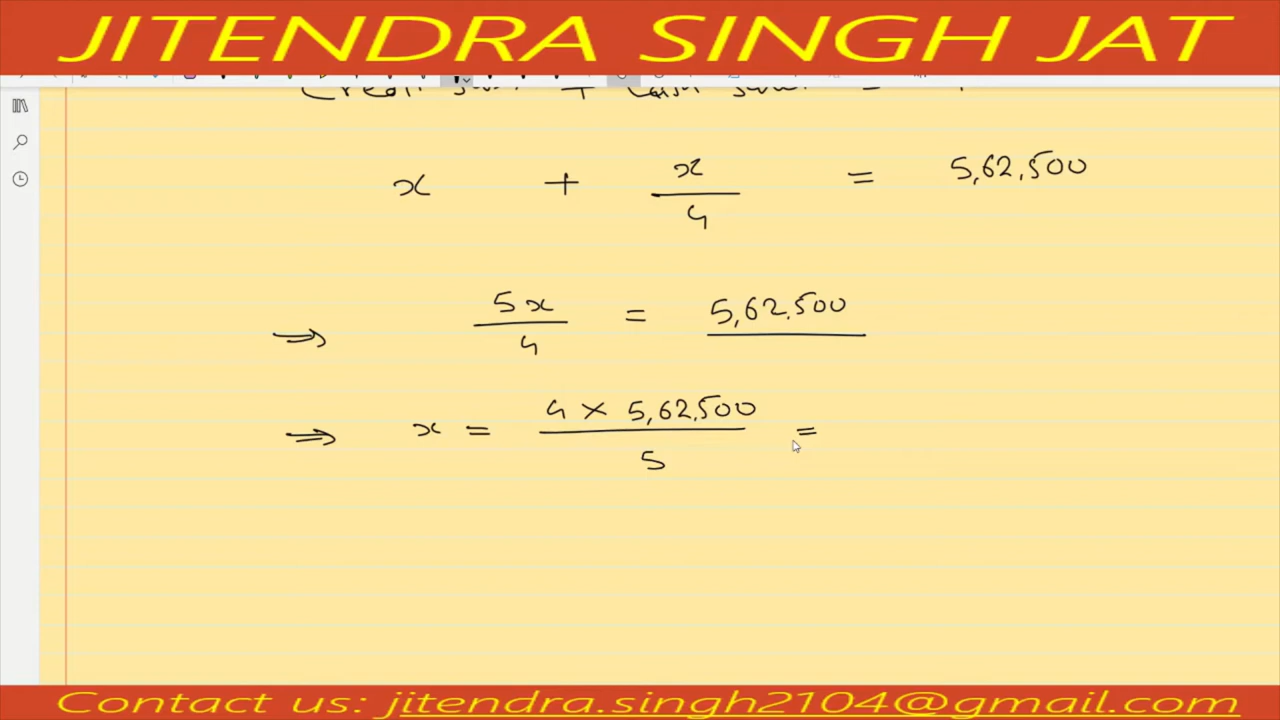 JITENDRA SINGH JAT
x + x/4 = 5,62,500
⇒ 5x/4 = 5,62,500
⇒ x = 4 × 5,62,500 / 5 =
Contact us: jitendra.singh2104@gmail.com